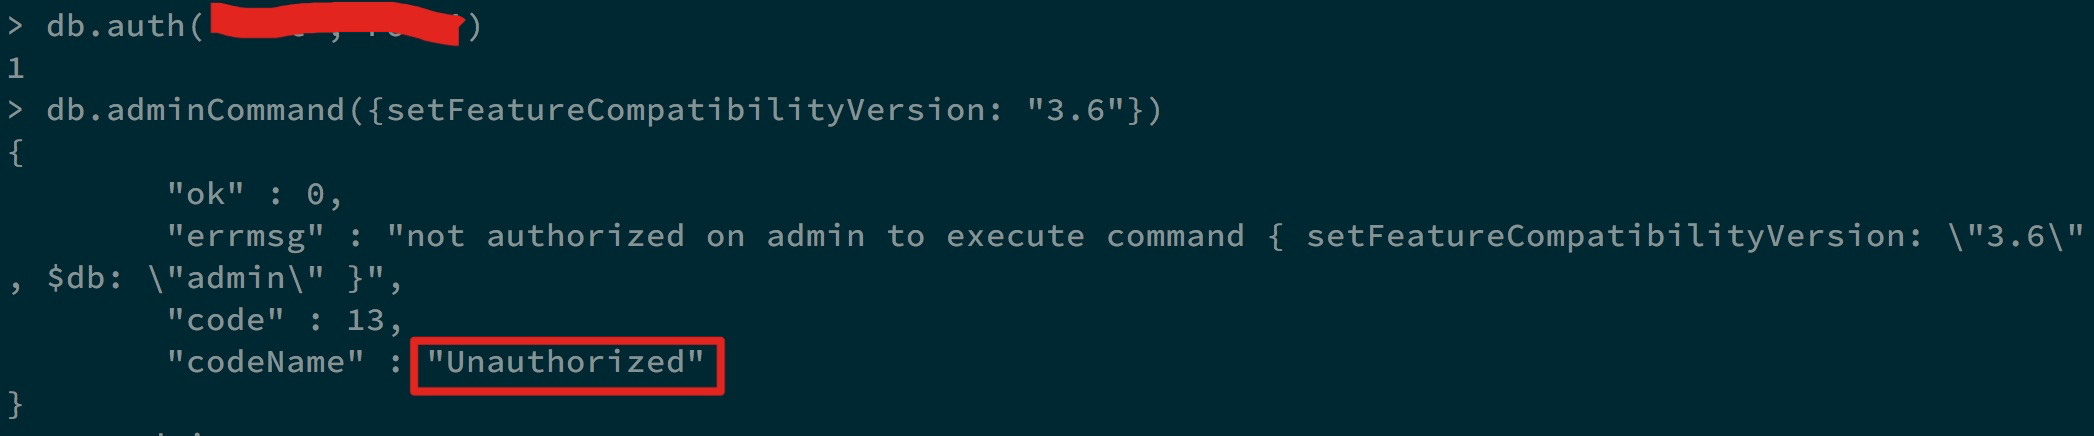 > db.auth(        )
1
> db.adminCommand({setFeatureCompatibilityVersion: "3.6"})
{
        "ok" : 0,
        "errmsg" : "not authorized on admin to execute command { setFeatureCompatibilityVersion: \"3.6\"
, $db: \"admin\" }",
        "code" : 13,
        "codeName" : "Unauthorized"
}